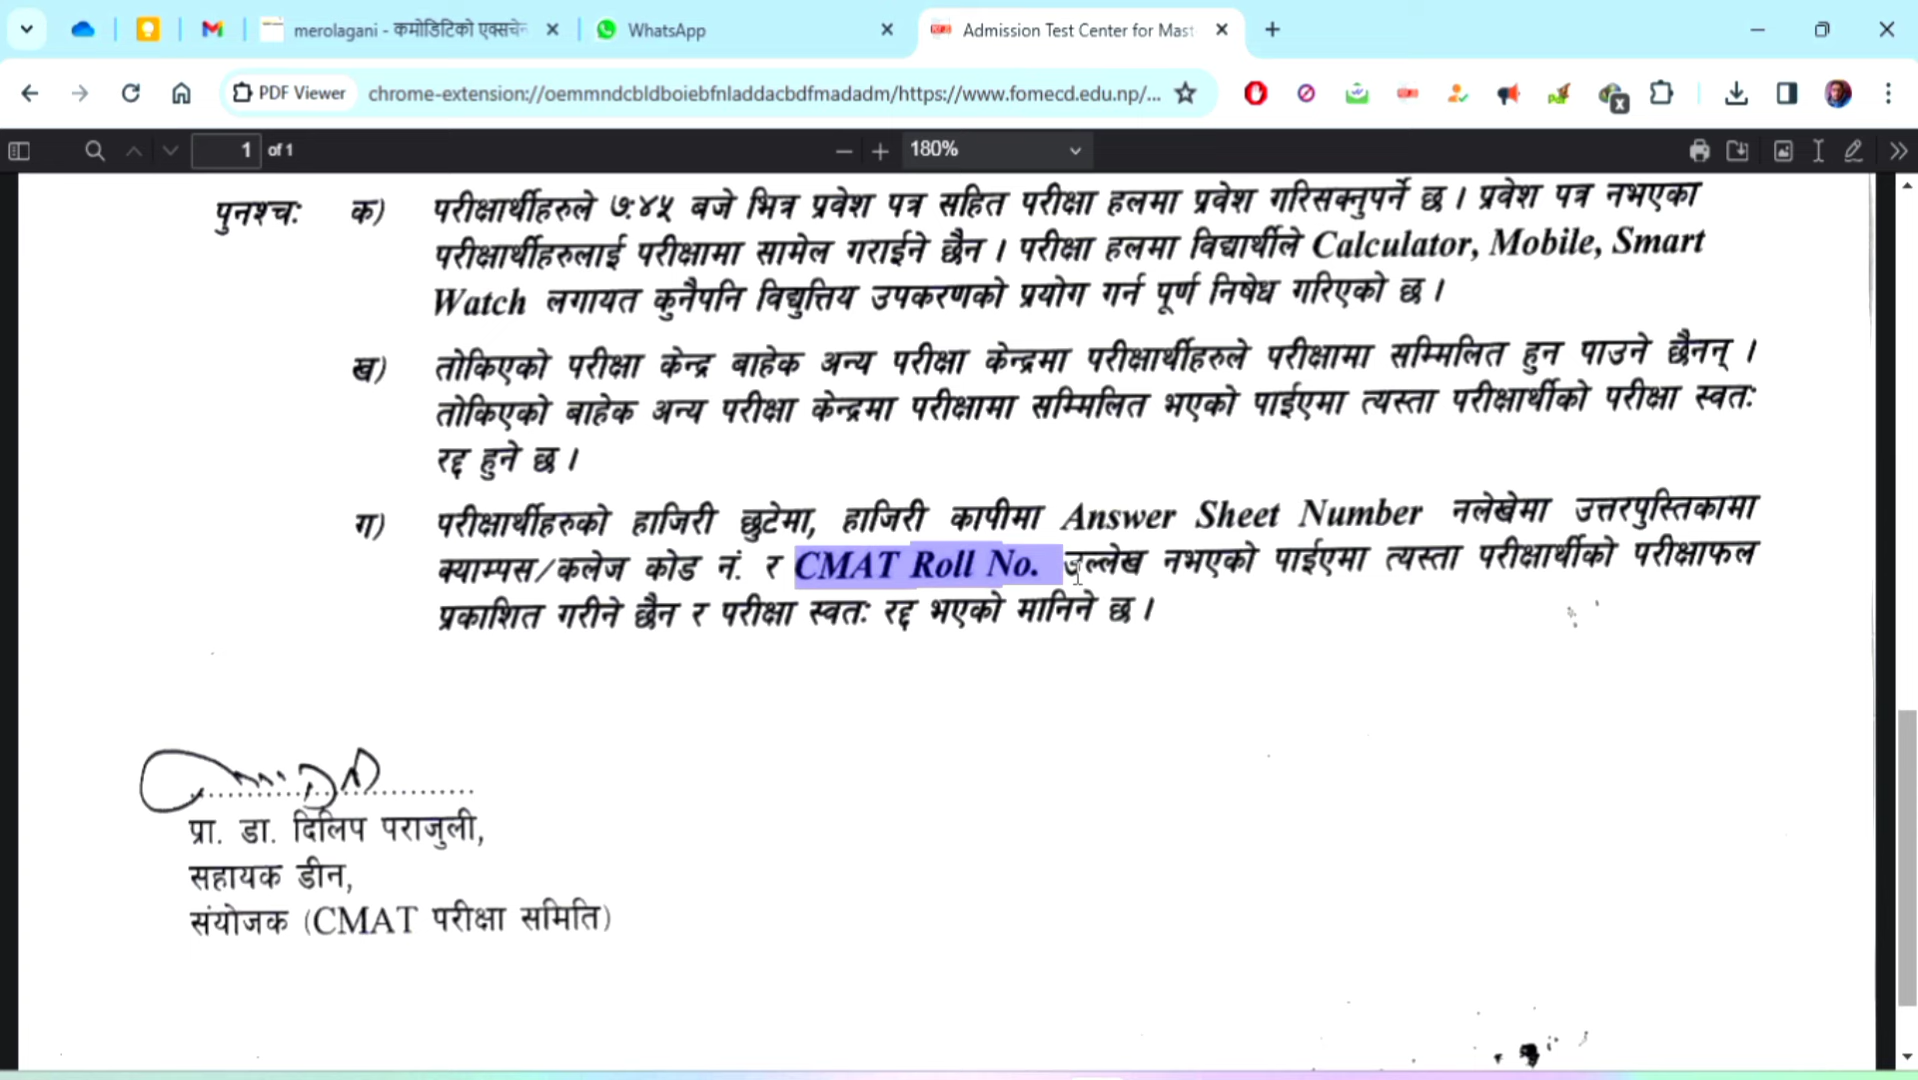 merolagani - कमोडिटिको एक्सचेन
WhatsApp
Admission Test Center for Mast
PDF Viewer
chrome-extension://oemmndcbldboiebfnladdacbdfmadadm/https://www.fomecd.edu.np/...
1 of 1
180%
पुनश्चः क) परीक्षार्थीहरुले ७:४५ बजे भित्र प्रवेश पत्र सहित परीक्षा हलमा प्रवेश गरिसक्नुपर्ने छ । प्रवेश पत्र नभएका
परीक्षार्थीहरुलाई परीक्षामा सामेल गराईने छैन । परीक्षा हलमा विद्यार्थीले Calculator, Mobile, Smart
Watch लगायत कुनैपनि विद्युत्तिय उपकरणको प्रयोग गर्न पूर्ण निषेध गरिएको छ ।
ख) तोकिएको परीक्षा केन्द्र बाहेक अन्य परीक्षा केन्द्रमा परीक्षार्थीहरुले परीक्षामा सम्मिलित हुन पाउने छैनन् ।
तोकिएको बाहेक अन्य परीक्षा केन्द्रमा परीक्षामा सम्मिलित भएको पाईएमा त्यस्ता परीक्षार्थीको परीक्षा स्वतः
रद्द हुने छ ।
ग) परीक्षार्थीहरुको हाजिरी छुटेमा, हाजिरी कापीमा Answer Sheet Number नलेखेमा उत्तरपुस्तिकामा
क्याम्पस/कलेज कोड नं. र CMAT Roll No. उल्लेख नभएको पाईएमा त्यस्ता परीक्षार्थीको परीक्षाफल
प्रकाशित गरीने छैन र परीक्षा स्वतः रद्द भएको मानिने छ ।
प्रा. डा. दिलिप पराजुली,
सहायक डीन,
संयोजक (CMAT परीक्षा समिति)